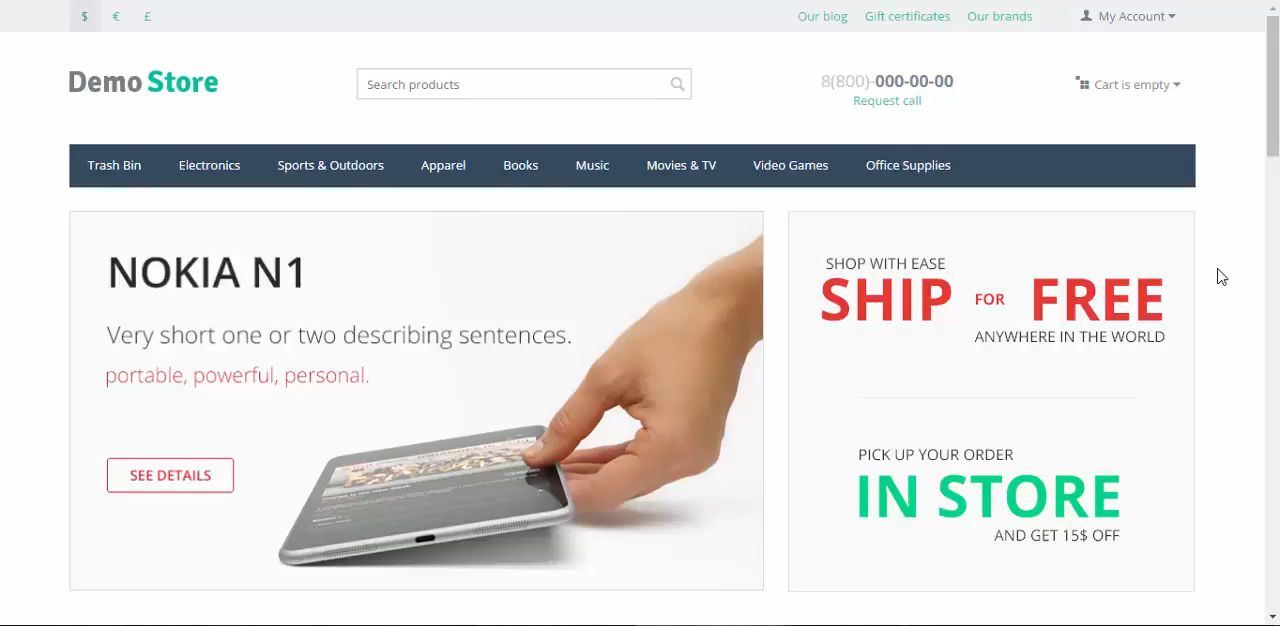 $ € £ Our blog Gift certificates Our brands My Account
Demo Store Search products 8(800)-000-00-00 Cart is empty
Request call
Trash Bin Electronics Sports & Outdoors Apparel Books Music Movies & TV Video Games Office Supplies
NOKIA N1
Very short one or two describing sentences.
portable, powerful, personal.
SEE DETAILS
SHOP WITH EASE
SHIP FOR FREE
ANYWHERE IN THE WORLD
PICK UP YOUR ORDER
IN STORE
AND GET 15$ OFF